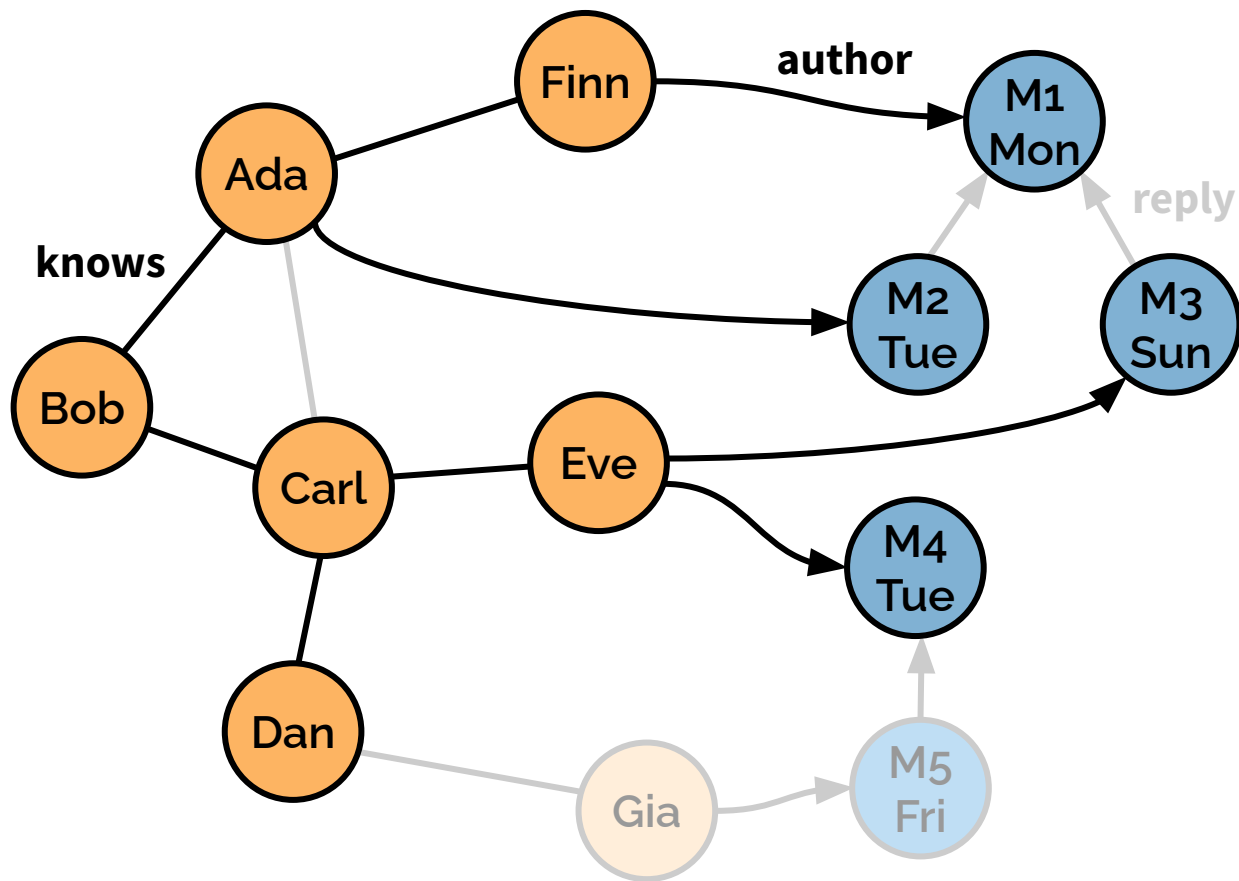 Finn
author
M1
Mon
Ada
reply
knows
M2
Tue
M3
Sun
Bob
Carl
Eve
M4
Tue
Dan
Gia
M5
Fri